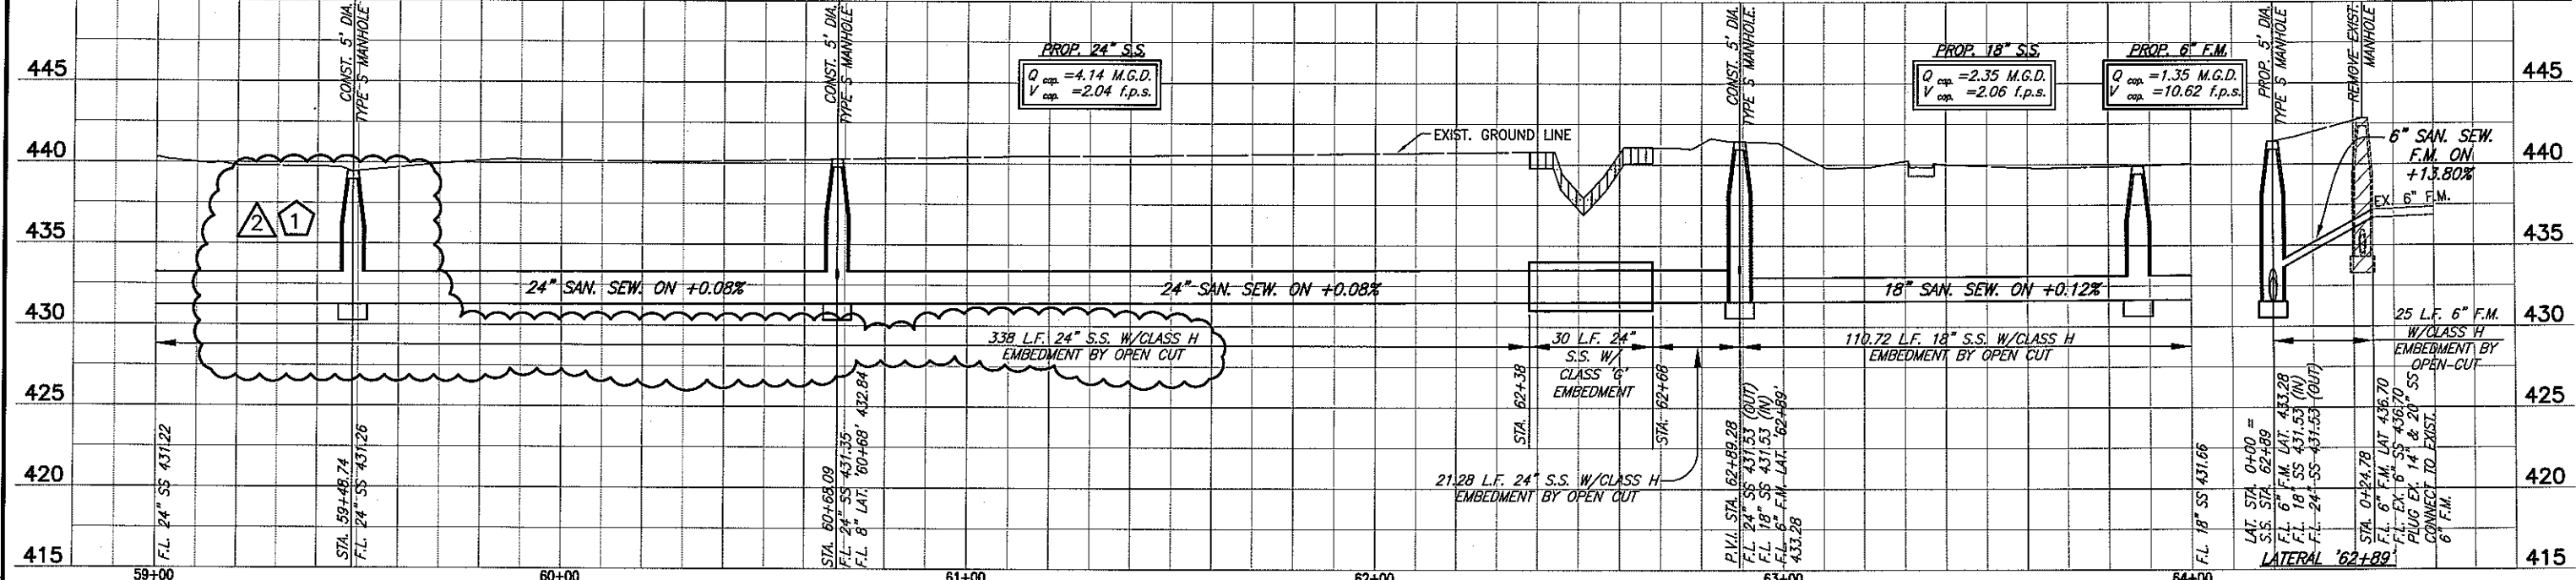 445
440
435
430
425
420
415
CONST. 5' DIA.
TYPE S MANHOLE
CONST. 5' DIA.
TYPE S MANHOLE
PROP. 24" S.S.
Q cap. =4.14 M.G.D.
V cap. =2.04 f.p.s.
EXIST. GROUND LINE
CONST. 5' DIA.
TYPE S MANHOLE.
PROP. 18" S.S.
Q cap. =2.35 M.G.D.
V cap. =2.06 f.p.s.
PROP. 6" F.M.
Q cap. =1.35 M.G.D.
V cap. =10.62 f.p.s.
PROP. 5' DIA.
TYPE S MANHOLE
REMOVE EXIST.
MANHOLE
6" SAN. SEW.
F.M. ON
+13.80%
EX. 6" F.M.
2
1
24" SAN. SEW. ON +0.08%
24" SAN. SEW. ON +0.08%
18" SAN. SEW. ON +0.12%
338 L.F. 24" S.S. W/CLASS H
EMBEDMENT BY OPEN CUT
30 L.F. 24"
S.S. W/
CLASS 'G'
EMBEDMENT
110.72 L.F. 18" S.S. W/CLASS H
EMBEDMENT BY OPEN CUT
25 L.F. 6" F.M.
W/CLASS H
EMBEDMENT BY
OPEN-CUT
21.28 L.F. 24" S.S. W/CLASS H
EMBEDMENT BY OPEN CUT
F.L. 24" SS 431.22
STA. 59+48.74
F.L. 24" SS 431.26
STA. 60+68.09
F.L. 24" SS 431.35
F.L. 8" LAT. '60+68' 432.84
STA. 62+38
STA. 62+68
P.V.I. STA. 62+89.28
F.L. 24" SS 431.53 (OUT)
F.L. 18" SS 431.53 (IN)
F.L. 6" F.M. LAT. '62+89'
433.28
F.L. 18" SS 431.66
LAT. STA. 0+00 =
S.S. STA. 62+89
F.L. 6" F.M. LAT. 433.28
F.L. 18" SS 431.53 (IN)
F.L. 24" SS 431.53 (OUT)
STA. 0+24.78
F.L. 6" F.M. LAT 436.70
F.L. EX. 6" SS 436.70
PLUG EX. 14" & 20" SS
CONNECT TO EXIST.
6" F.M.
LATERAL '62+89'
445
440
435
430
425
420
415
59+00
60+00
61+00
62+00
63+00
64+00